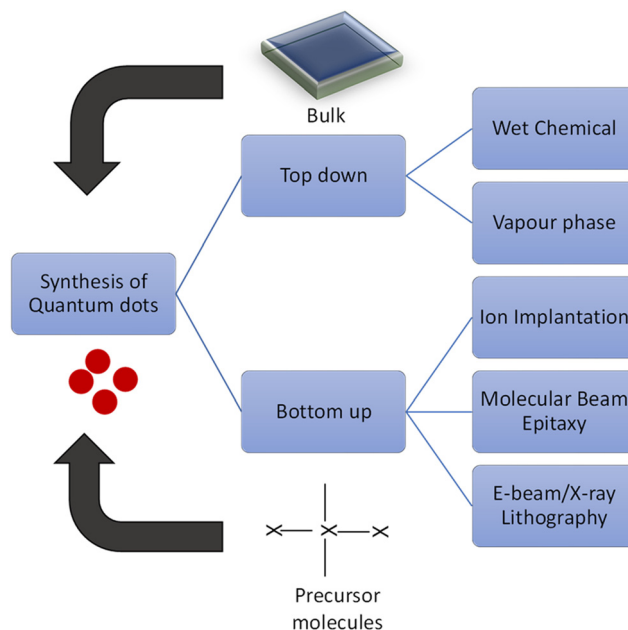 Bulk
Wet Chemical
Top down
Vapour phase
Synthesis of
Quantum dots
Ion Implantation
Bottom up
Molecular Beam
Epitaxy
E-beam/X-ray
Lithography
X X X
Precursor
molecules